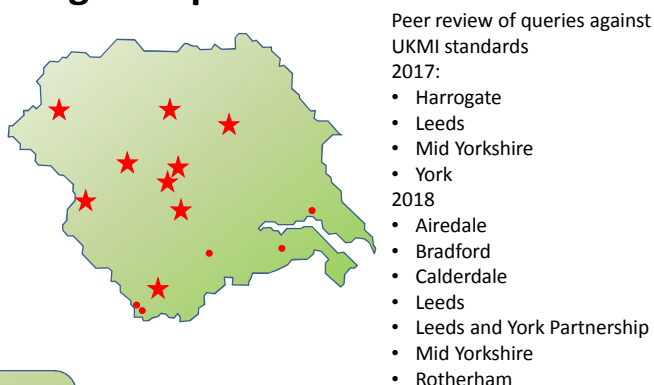 Peer review of queries against
UKMI standards
2017:
• Harrogate
• Leeds
• Mid Yorkshire
• York
2018
• Airedale
• Bradford
• Calderdale
• Leeds
• Leeds and York Partnership
• Mid Yorkshire
• Rotherham